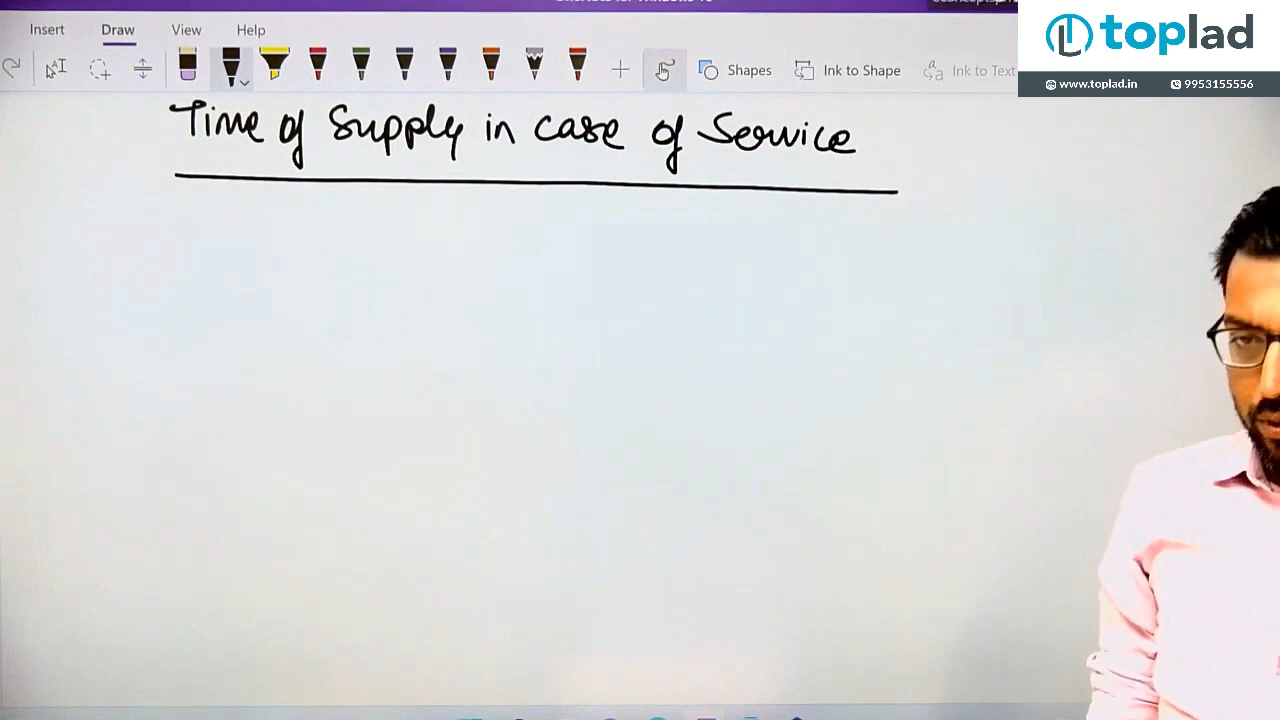 Insert Draw View Help
Shapes Ink to Shape Ink to Text
toplad
www.toplad.in 9953155556
Time of Supply in case of Service